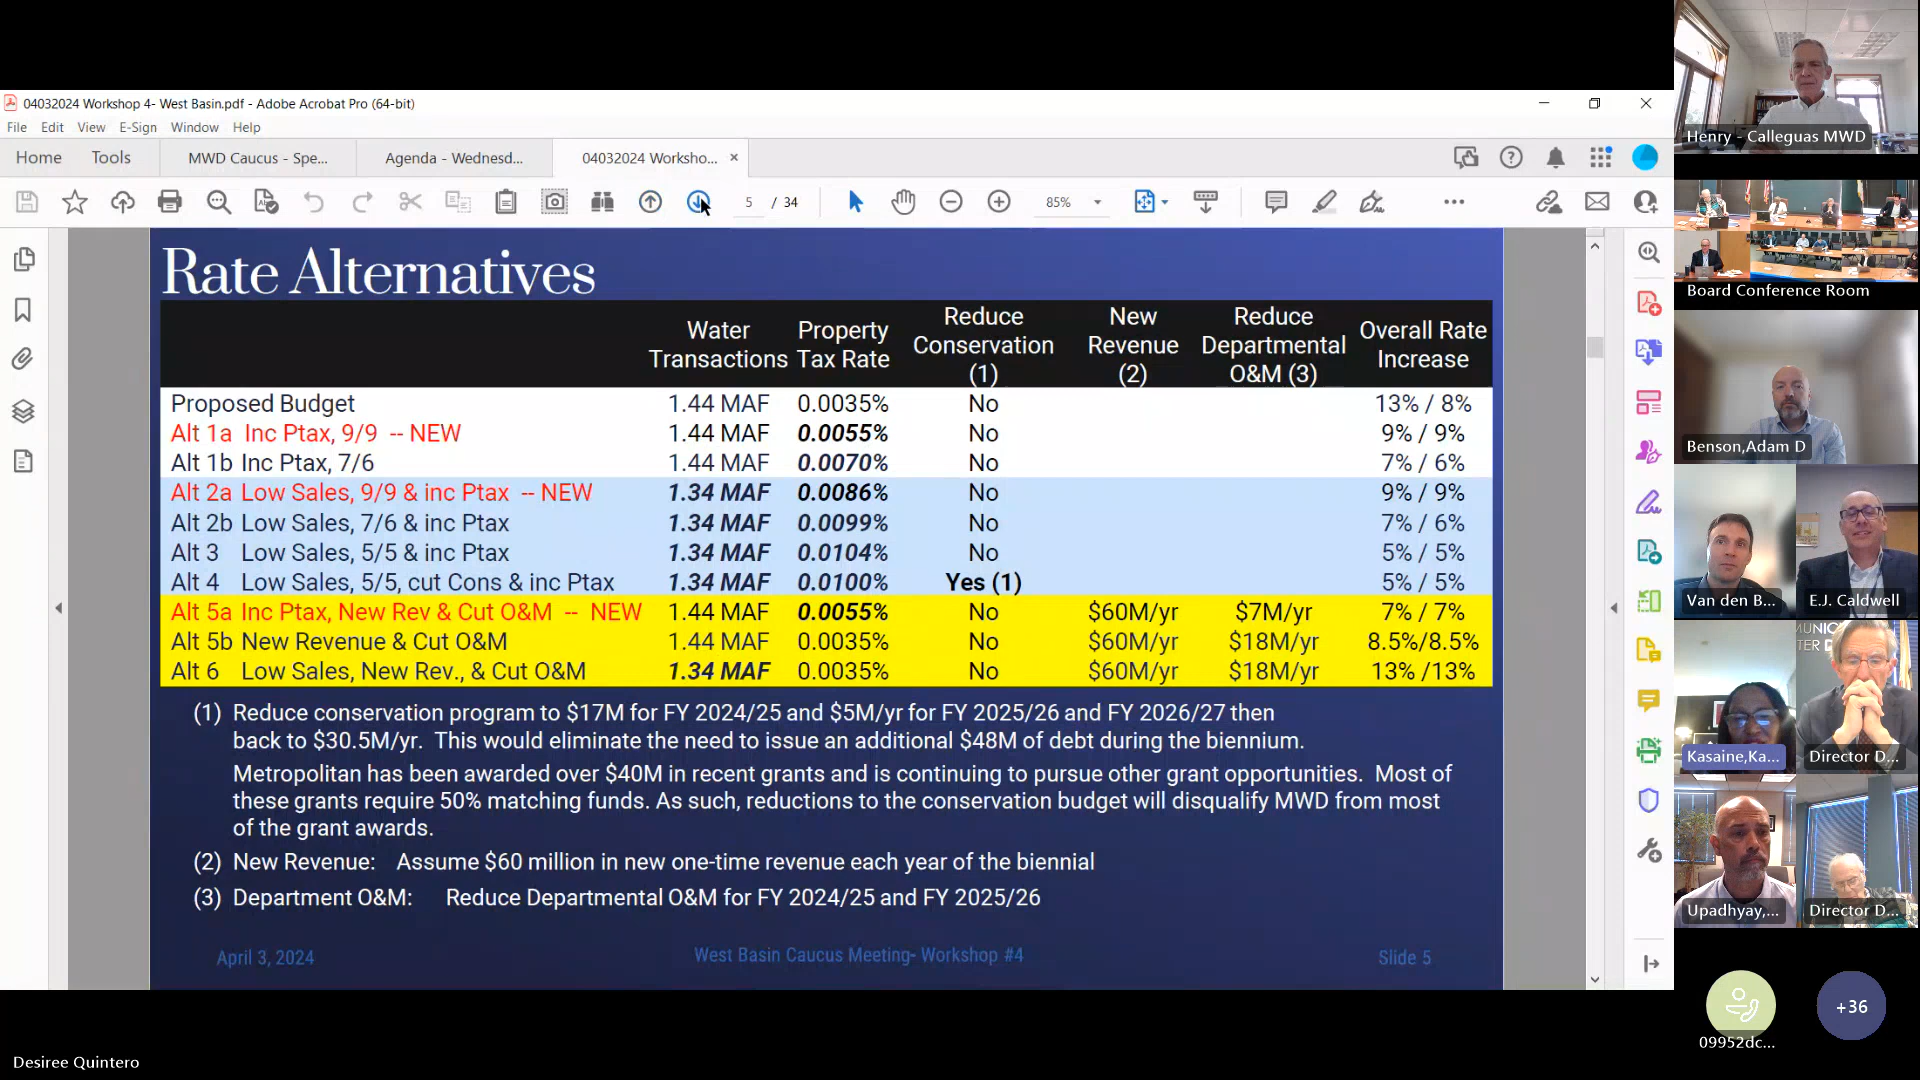 04032024 Workshop 4- West Basin.pdf - Adobe Acrobat Pro (64-bit)
File Edit View E-Sign Window Help
Home Tools MWD Caucus - Spe... Agenda - Wednesd... 04032024 Worksho...
5 / 34 85%
Rate Alternatives
Water Transactions Property Tax Rate Reduce Conservation (1) New Revenue (2) Reduce Departmental O&M (3) Overall Rate Increase
Proposed Budget 1.44 MAF 0.0035% No 13% / 8%
Alt 1a Inc Ptax, 9/9 -- NEW 1.44 MAF 0.0055% No 9% / 9%
Alt 1b Inc Ptax, 7/6 1.44 MAF 0.0070% No 7% / 6%
Alt 2a Low Sales, 9/9 & inc Ptax -- NEW 1.34 MAF 0.0086% No 9% / 9%
Alt 2b Low Sales, 7/6 & inc Ptax 1.34 MAF 0.0099% No 7% / 6%
Alt 3 Low Sales, 5/5 & inc Ptax 1.34 MAF 0.0104% No 5% / 5%
Alt 4 Low Sales, 5/5, cut Cons & inc Ptax 1.34 MAF 0.0100% Yes (1) 5% / 5%
Alt 5a Inc Ptax, New Rev & Cut O&M -- NEW 1.44 MAF 0.0055% No $60M/yr $7M/yr 7% / 7%
Alt 5b New Revenue & Cut O&M 1.44 MAF 0.0035% No $60M/yr $18M/yr 8.5%/8.5%
Alt 6 Low Sales, New Rev., & Cut O&M 1.34 MAF 0.0035% No $60M/yr $18M/yr 13% /13%
(1) Reduce conservation program to $17M for FY 2024/25 and $5M/yr for FY 2025/26 and FY 2026/27 then
back to $30.5M/yr. This would eliminate the need to issue an additional $48M of debt during the biennium.
Metropolitan has been awarded over $40M in recent grants and is continuing to pursue other grant opportunities. Most of
these grants require 50% matching funds. As such, reductions to the conservation budget will disqualify MWD from most
of the grant awards.
(2) New Revenue: Assume $60 million in new one-time revenue each year of the biennial
(3) Department O&M: Reduce Departmental O&M for FY 2024/25 and FY 2025/26
April 3, 2024 West Basin Caucus Meeting- Workshop #4 Slide 5
Desiree Quintero
Henry - Calleguas MWD
Board Conference Room
Benson,Adam D
Van den B... E.J. Caldwell
Kasaine,Ka... Director D...
Upadhyay,... Director D...
09952dc... +36